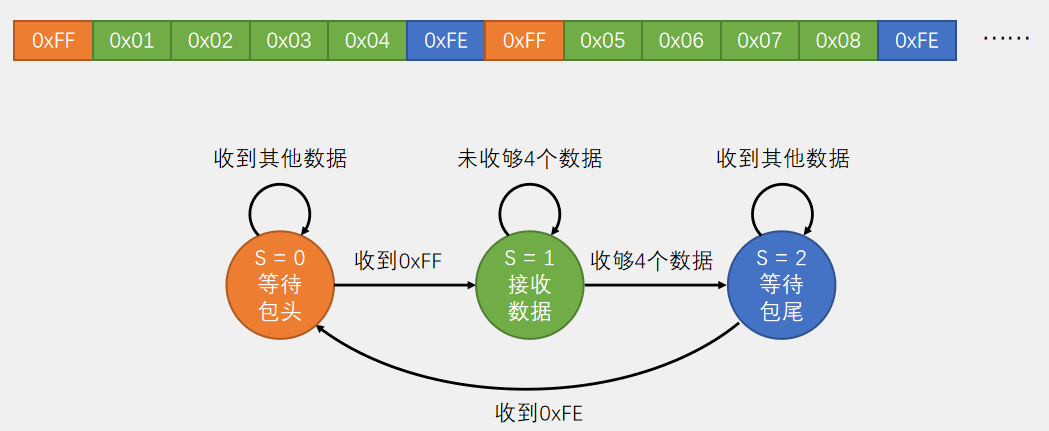 0xFF 0x01 0x02 0x03 0x04 0xFE 0xFF 0x05 0x06 0x07 0x08 0xFE ……
收到其他数据 未收够4个数据 收到其他数据
S = 0
等待
包头
收到0xFF
S = 1
接收
数据
收够4个数据
S = 2
等待
包尾
收到0xFE